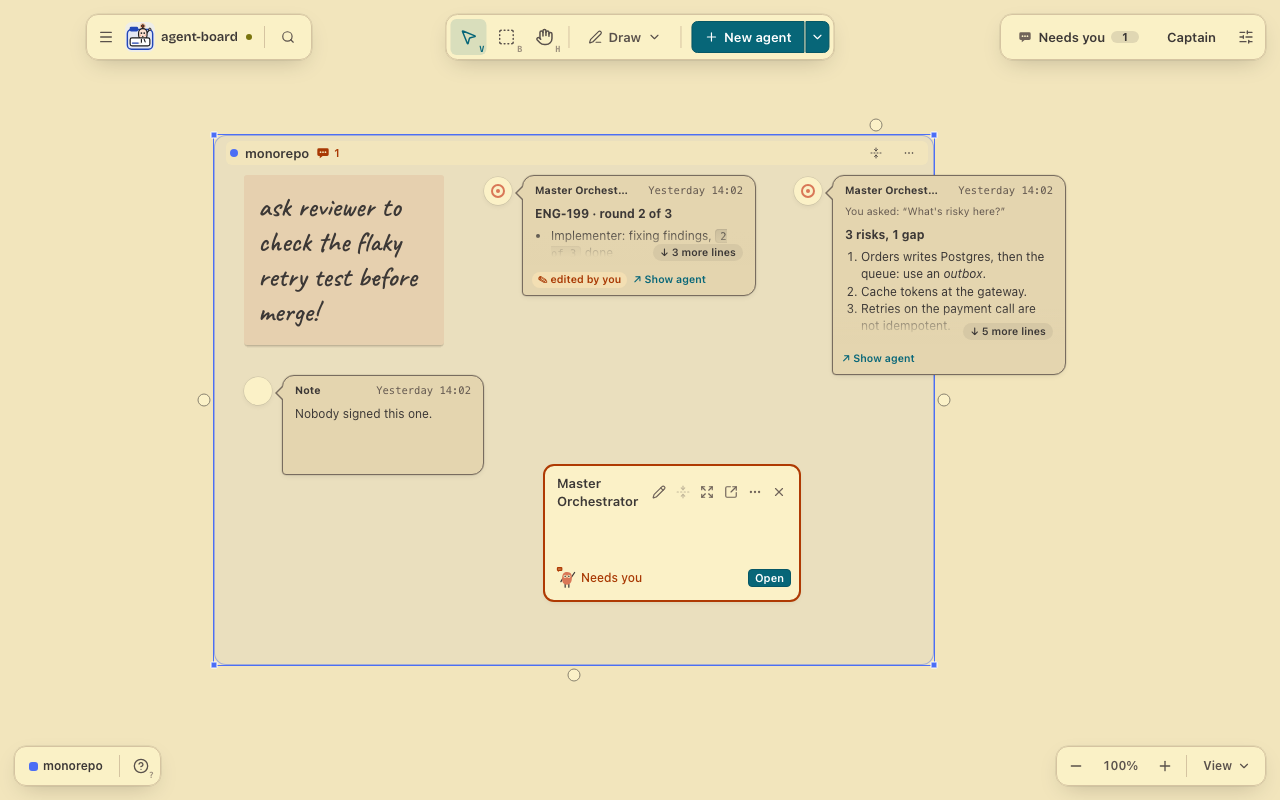 agent-board
V
B
H
Draw
New agent
Needs you 1
Captain
monorepo 1
ask reviewer to
check the flaky
retry test before
merge!
Master Orchest... Yesterday 14:02
ENG-199 · round 2 of 3
• Implementer: fixing findings, 2
of 3 done
↓ 3 more lines
✎ edited by you ↗ Show agent
Master Orchest... Yesterday 14:02
You asked: “What's risky here?”
3 risks, 1 gap
1. Orders writes Postgres, then the
queue: use an outbox.
2. Cache tokens at the gateway.
3. Retries on the payment call are
not idempotent.
↓ 5 more lines
↗ Show agent
Note Yesterday 14:02
Nobody signed this one.
Master
Orchestrator
Needs you
Open
monorepo
?
100%
View